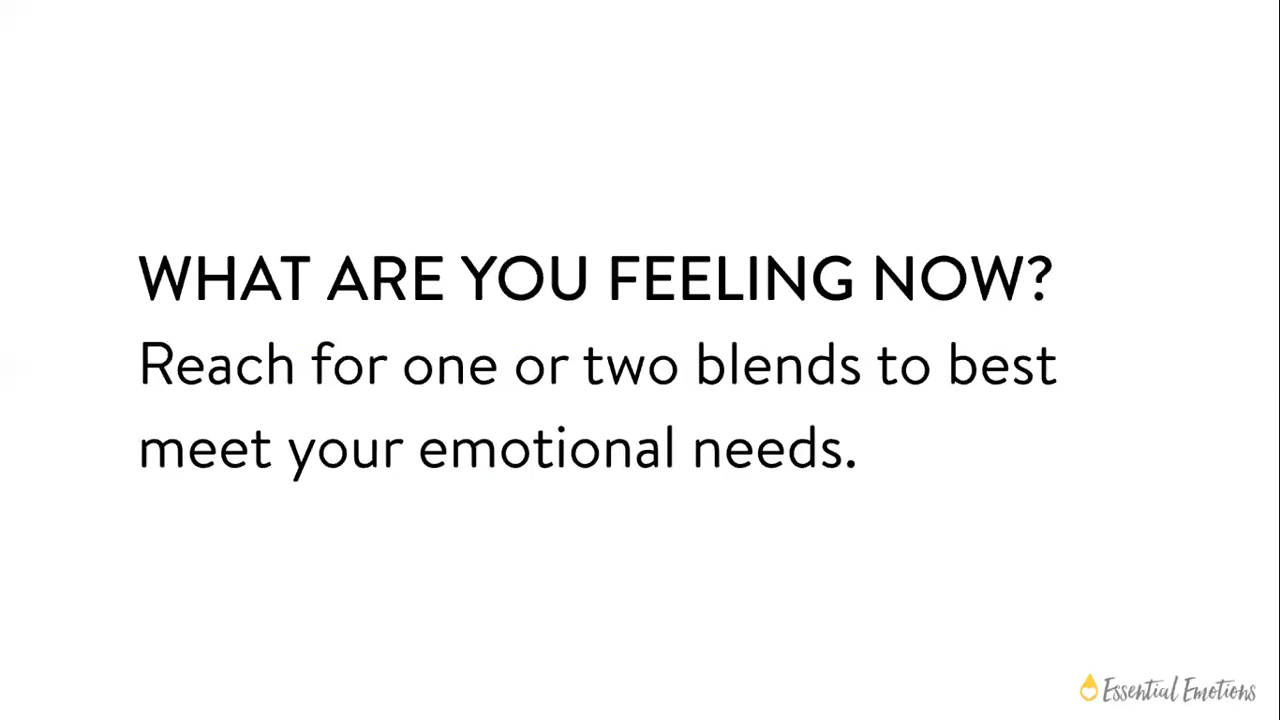 WHAT ARE YOU FEELING NOW?
Reach for one or two blends to best
meet your emotional needs.
Essential Emotions